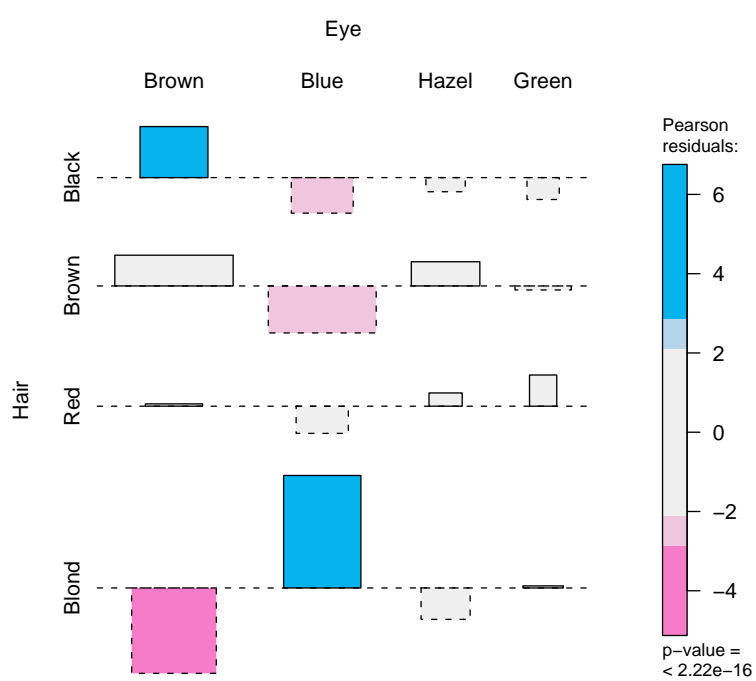 Eye
Brown Blue Hazel Green
Pearson
residuals:
Black
Brown
Hair
Red
Blond
6
4
2
0
−2
−4
p−value =
< 2.22e−16